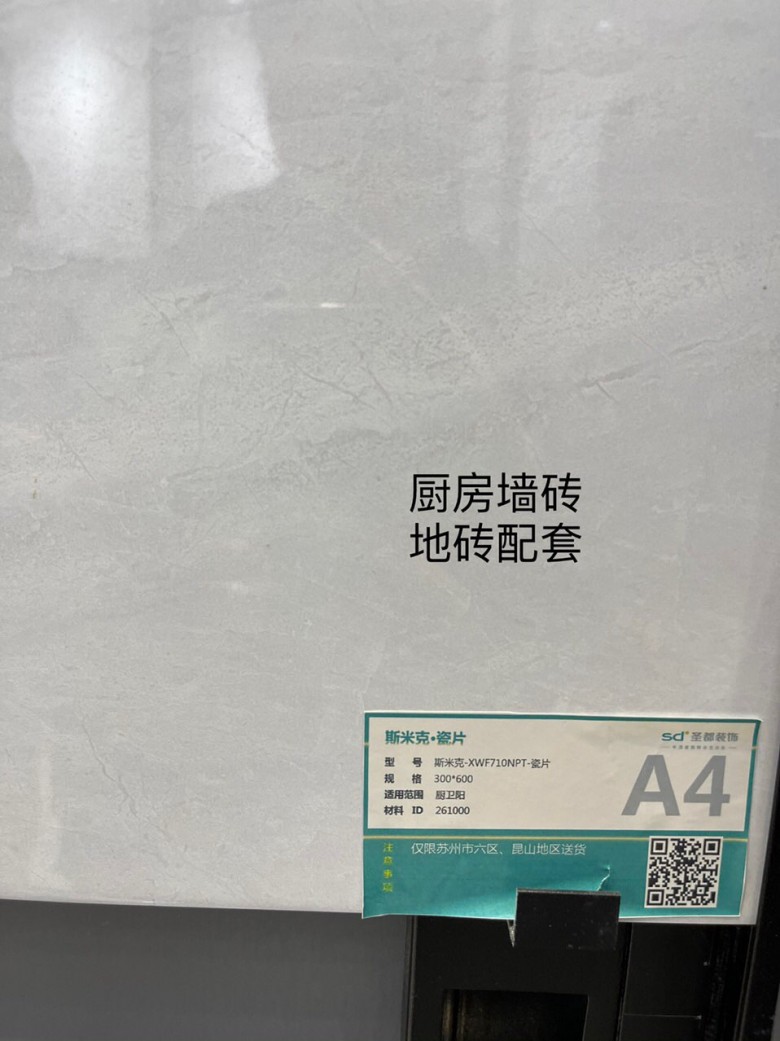 厨房墙砖
地砖配套
斯米克·瓷片
sd 圣都装饰
型 号 斯米克-XWF710NPT-瓷片
规 格 300*600
适用范围 厨卫阳
材料 ID 261000
A4
注意事项
仅限苏州市六区、昆山地区送货